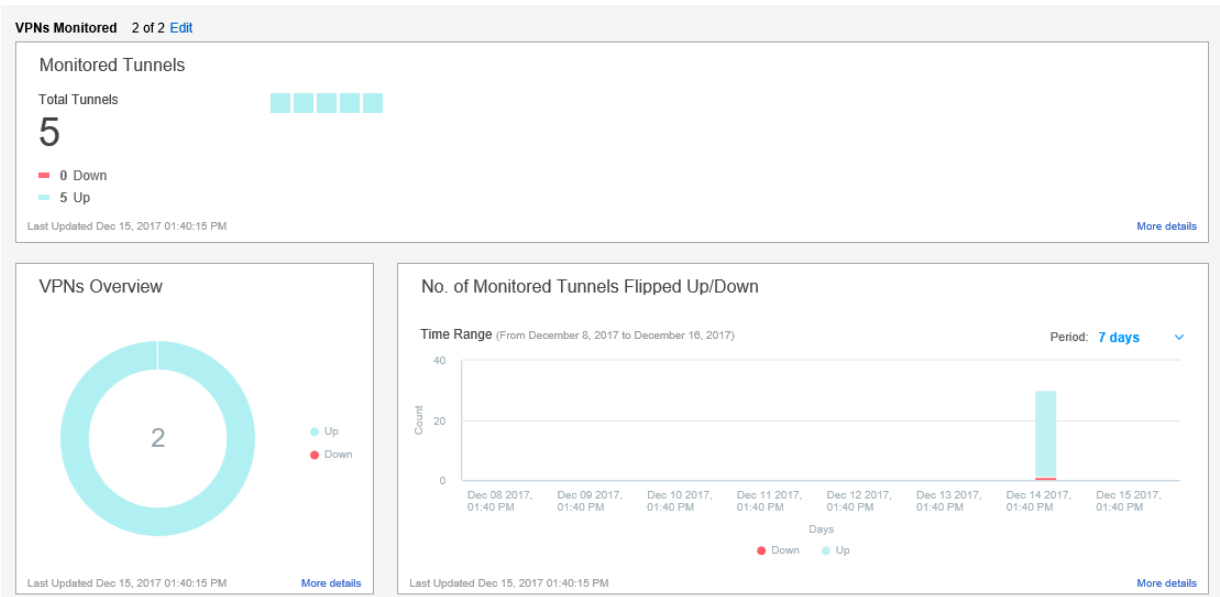 VPNs Monitored 2 of 2 Edit
Monitored Tunnels
Total Tunnels
5
0 Down
5 Up
Last Updated Dec 15, 2017 01:40:15 PM More details
VPNs Overview
2
Up
Down
Last Updated Dec 15, 2017 01:40:15 PM More details
No. of Monitored Tunnels Flipped Up/Down
Time Range (From December 8, 2017 to December 16, 2017) Period: 7 days
40
20
0
Count
Dec 08 2017, Dec 09 2017, Dec 10 2017, Dec 11 2017, Dec 12 2017, Dec 13 2017, Dec 14 2017, Dec 15 2017,
01:40 PM 01:40 PM 01:40 PM 01:40 PM 01:40 PM 01:40 PM 01:40 PM 01:40 PM
Days
Down Up
Last Updated Dec 15, 2017 01:40:15 PM More details